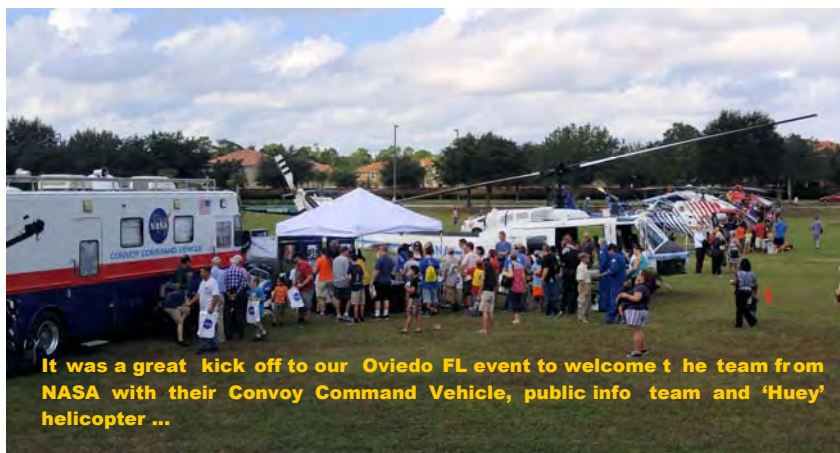 NASA
CONVOY COMMAND VEHICLE
NASA
It was a great kick off to our Oviedo FL event to welcome t he team from
NASA with their Convoy Command Vehicle, public info team and ‘Huey’
helicopter ...